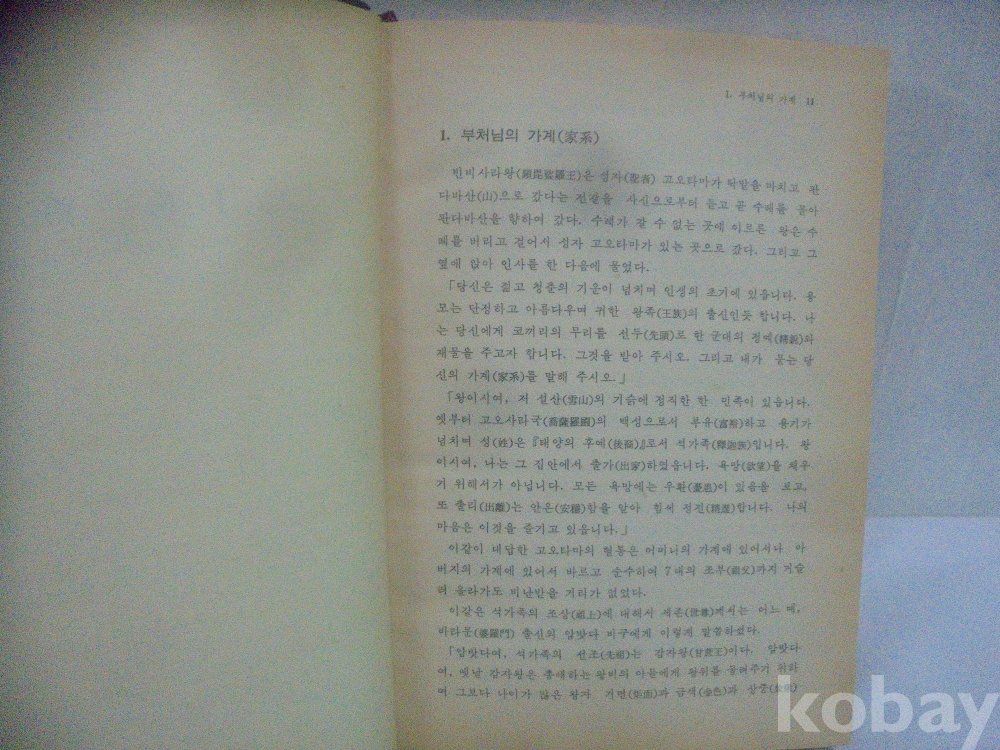 1. 부처님의 가계 11
1. 부처님의 가계(家系)
빈비시라왕(頻毘娑羅王)은 성자(聖者) 고오타마가 탁발을 마치고 판
다바산(山)으로 갔다는 전갈을 사신으로부터 듣고 곧 수레를 몰아
판다바산을 향하여 갔다. 수레가 갈 수 없는 곳에 이르른 왕은 수
레를 버리고 걸어서 성자 고오타마가 있는 곳으로 갔다. 그리고 그
옆에 앉아 인사를 한 다음에 물었다.
「당신은 젊고 청춘의 기운이 넘치며 인생의 초기에 있읍니다. 용
모는 단정하고 아름다우며 귀한 왕족(王族)의 출신인듯 합니다. 나
는 당신에게 코끼리의 무리를 선두(先頭)로 한 군대의 정예(精銳)와
재물을 주고자 합니다. 그것을 받아 주시오. 그리고 내가 묻는 당
신의 가계(家系)를 말해 주시오.」
「왕이시여, 저 설산(雪山)의 기슭에 정직한 한 민족이 있읍니다.
옛부터 고오사라국(薩羅國)의 백성으로서 부유(富裕)하고 용기가
넘치며 성(姓)은 『태양의 후예(後裔)』로서 석가족(釋迦族)입니다. 왕
이시여, 나는 그 집안에서 출가(出家)하였읍니다. 욕망(欲望)을 채우
기 위해서가 아닙니다. 모든 욕망에는 우환(憂患)이 있음을 보고,
또 출리(出離)는 안온(安穩)함을 알아 힘써 정진(精進)합니다. 나의
마음은 이것을 즐기고 있읍니다.」
이같이 대답한 고오타마의 혈통은 어머니의 가계에 있어서나 아
버지의 가계에 있어서 바르고 순수하여 7대의 조부(祖父)까지 거슬
러 올라가도 비난받을 거리가 없었다.
이같은 석가족의 조상(祖上)에 대해서 세존(世尊)께서는 어느 때,
바라문(婆羅門) 출신의 암밧다 비구에게 이렇게 말씀하셨다.
「암밧다여, 석가족의 선조(先祖)는 감자왕(甘蔗王)이다. 암밧다
여, 옛날 감자왕은 총애하는 왕비의 아들에게 왕위를 물려주기 위하
여 그보다 나이가 많은 왕자 거면(炬面)과 금색(金色)과 상중(象衆)
kobay